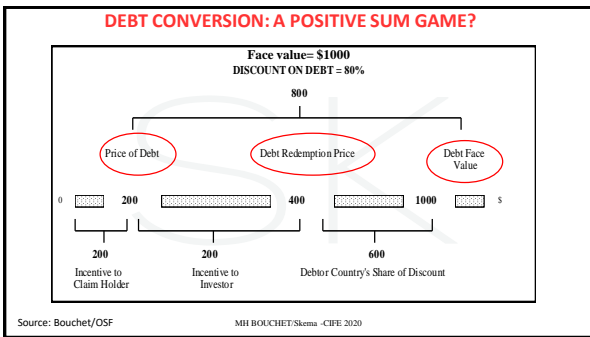 DEBT CONVERSION: A POSITIVE SUM GAME?
Face value= $1000
DISCOUNT ON DEBT = 80%
800
Price of Debt
Debt Redemption Price
Debt Face
Value
0 200 400 1000 $
200 200 600
Incentive to
Claim Holder
Incentive to
Investor
Debtor Country's Share of Discount
SK
Source: Bouchet/OSF
MH BOUCHET/Skema -CIFE 2020